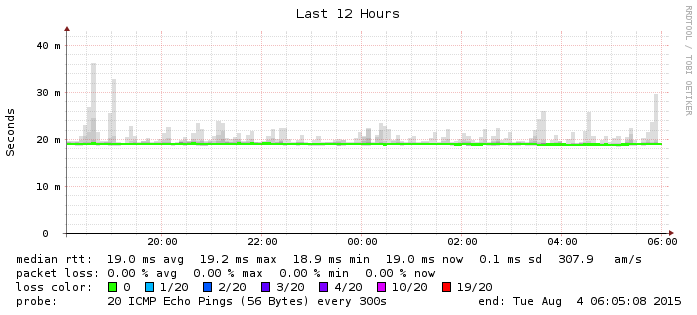 Last 12 Hours
RRDTOOL / TOBI OETIKER
Seconds
40 m
30 m
20 m
10 m
0
20:00 22:00 00:00 02:00 04:00 06:00
median rtt: 19.0 ms avg 19.2 ms max 18.9 ms min 19.0 ms now 0.1 ms sd 307.9 am/s
packet loss: 0.00 % avg 0.00 % max 0.00 % min 0.00 % now
loss color: 0 1/20 2/20 3/20 4/20 10/20 19/20
probe: 20 ICMP Echo Pings (56 Bytes) every 300s end: Tue Aug 4 06:05:08 2015